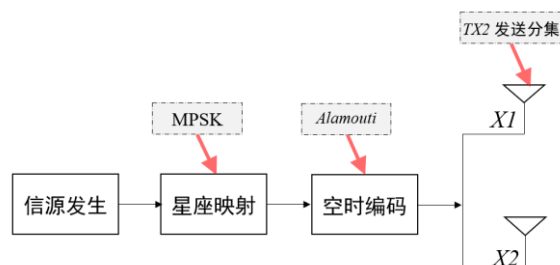 TX2 发送分集
MPSK
Alamouti
X1
信源发生
星座映射
空时编码
X2